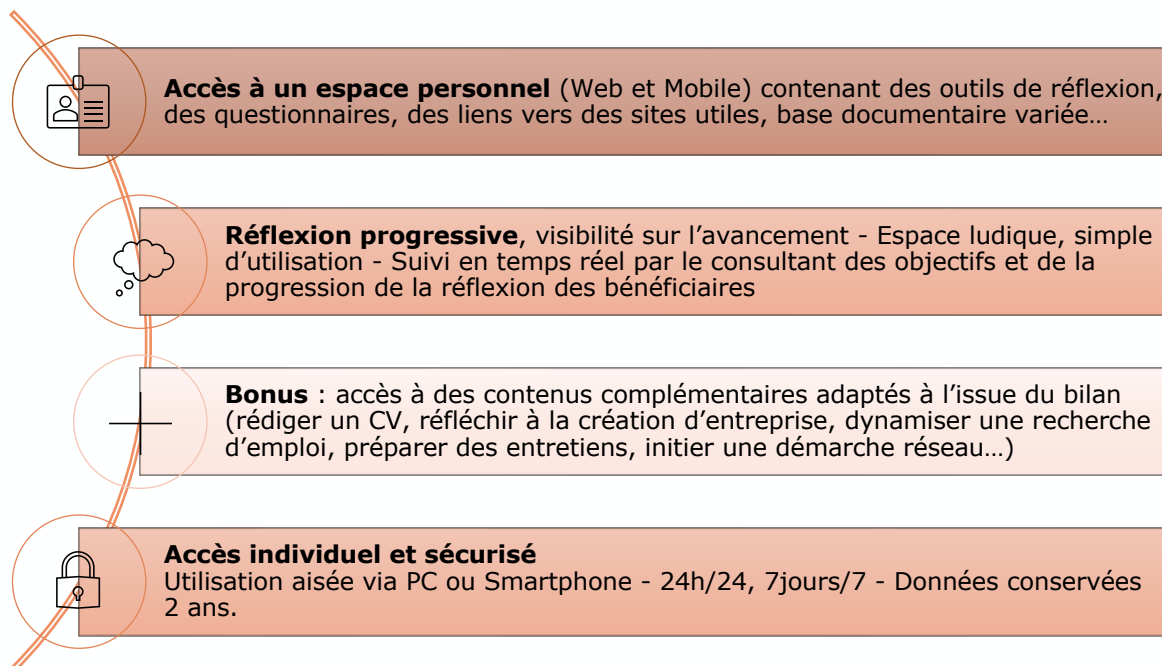 Accès à un espace personnel (Web et Mobile) contenant des outils de réflexion,
des questionnaires, des liens vers des sites utiles, base documentaire variée…
Réflexion progressive, visibilité sur l’avancement - Espace ludique, simple
d’utilisation - Suivi en temps réel par le consultant des objectifs et de la
progression de la réflexion des bénéficiaires
Bonus : accès à des contenus complémentaires adaptés à l’issue du bilan
(rédiger un CV, réfléchir à la création d’entreprise, dynamiser une recherche
d’emploi, préparer des entretiens, initier une démarche réseau…)
Accès individuel et sécurisé
Utilisation aisée via PC ou Smartphone - 24h/24, 7jours/7 - Données conservées
2 ans.